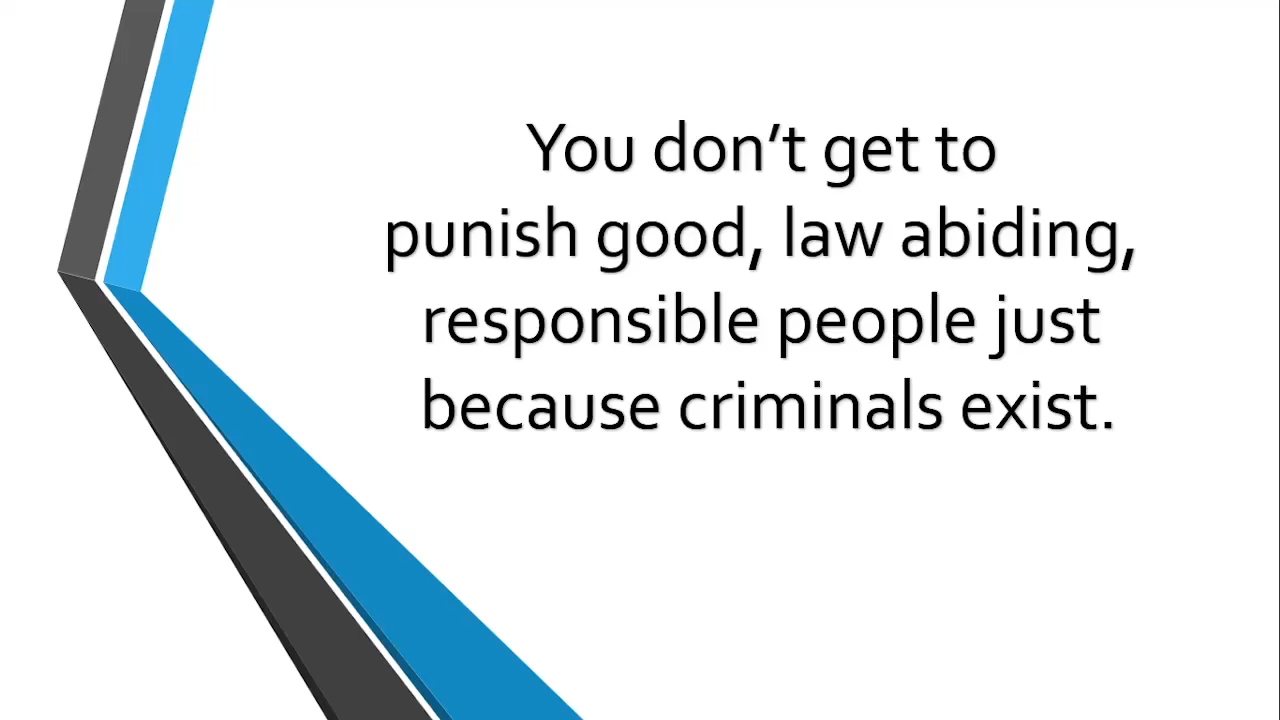 You don’t get to
punish good, law abiding,
responsible people just
because criminals exist.